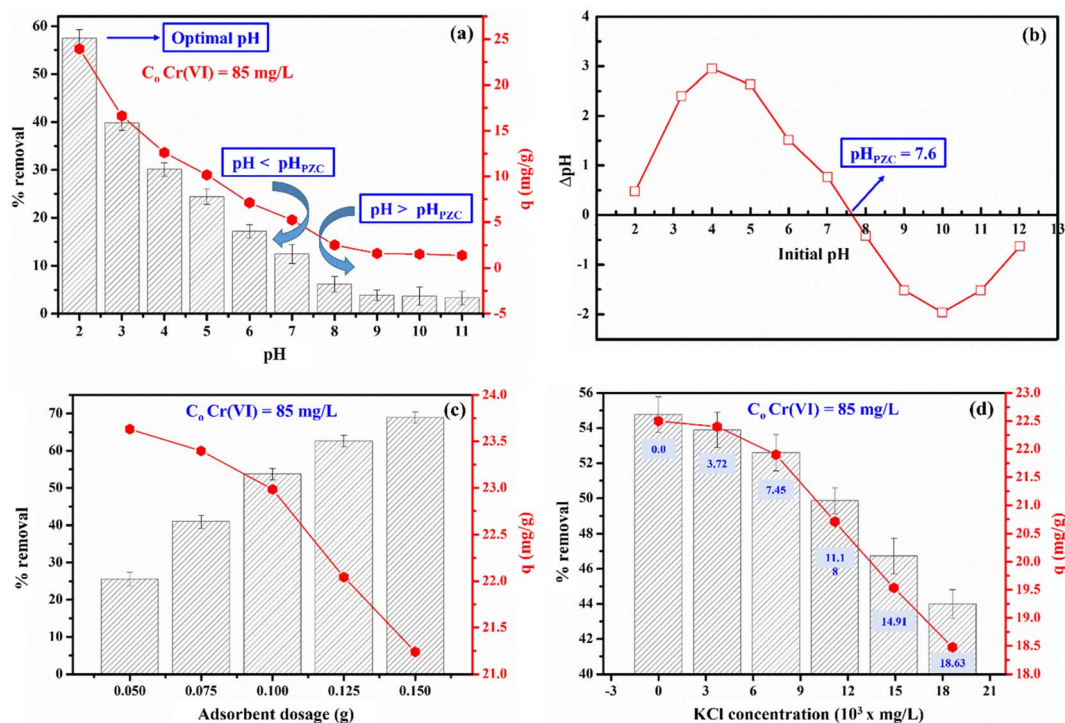 (a)
Optimal pH
C₀ Cr(VI) = 85 mg/L
pH < pH_PZC
pH > pH_PZC
% removal
60
50
40
30
20
10
0
q (mg/g)
25
20
15
10
5
0
-5
2 3 4 5 6 7 8 9 10 11
pH
(b)
pH_PZC = 7.6
ΔpH
4
3
2
1
0
-1
-2
2 3 4 5 6 7 8 9 10 11 12 13
Initial pH
(c)
C₀ Cr(VI) = 85 mg/L
% removal
70
60
50
40
30
20
10
0
q (mg/g)
24.0
23.5
23.0
22.5
22.0
21.5
21.0
0.050 0.075 0.100 0.125 0.150
Adsorbent dosage (g)
(d)
C₀ Cr(VI) = 85 mg/L
% removal
56
54
52
50
48
46
44
42
40
0.0
3.72
7.45
11.1
8
14.91
18.63
q (mg/g)
23.0
22.5
22.0
21.5
21.0
20.5
20.0
19.5
19.0
18.5
18.0
-3 0 3 6 9 12 15 18 21
KCl concentration (10³ x mg/L)